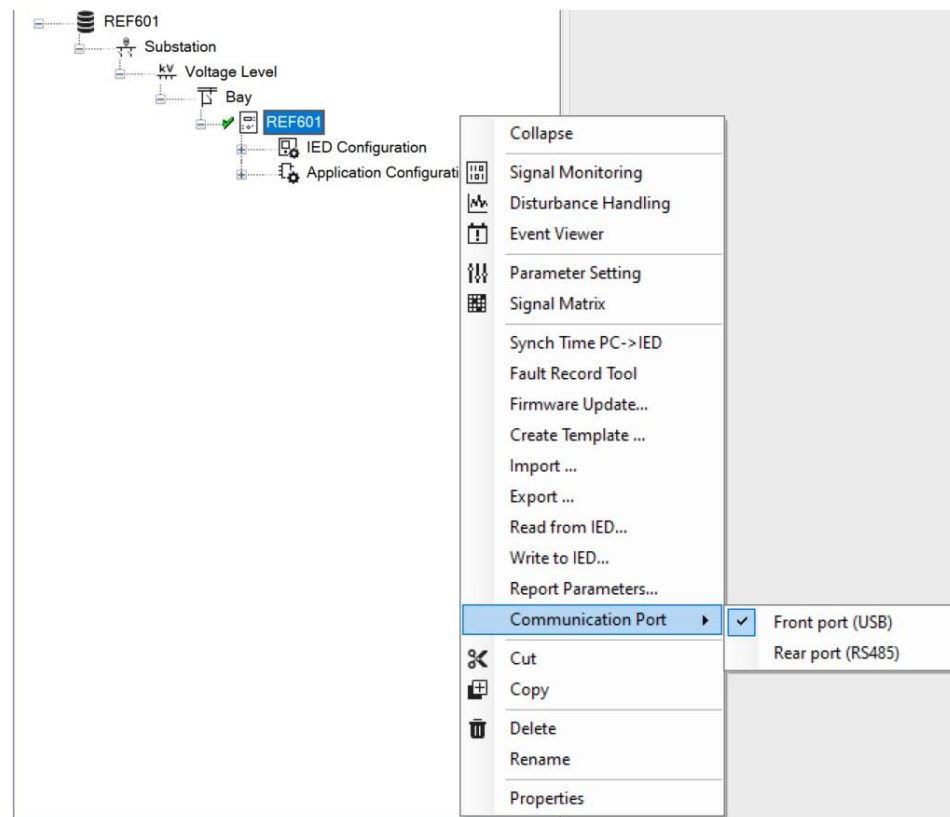 REF601
Substation
kV Voltage Level
Bay
REF601
IED Configuration
Application Configurati
Collapse
Signal Monitoring
Disturbance Handling
Event Viewer
Parameter Setting
Signal Matrix
Synch Time PC->IED
Fault Record Tool
Firmware Update...
Create Template ...
Import ...
Export ...
Read from IED...
Write to IED...
Report Parameters...
Communication Port
Front port (USB)
Rear port (RS485)
Cut
Copy
Delete
Rename
Properties